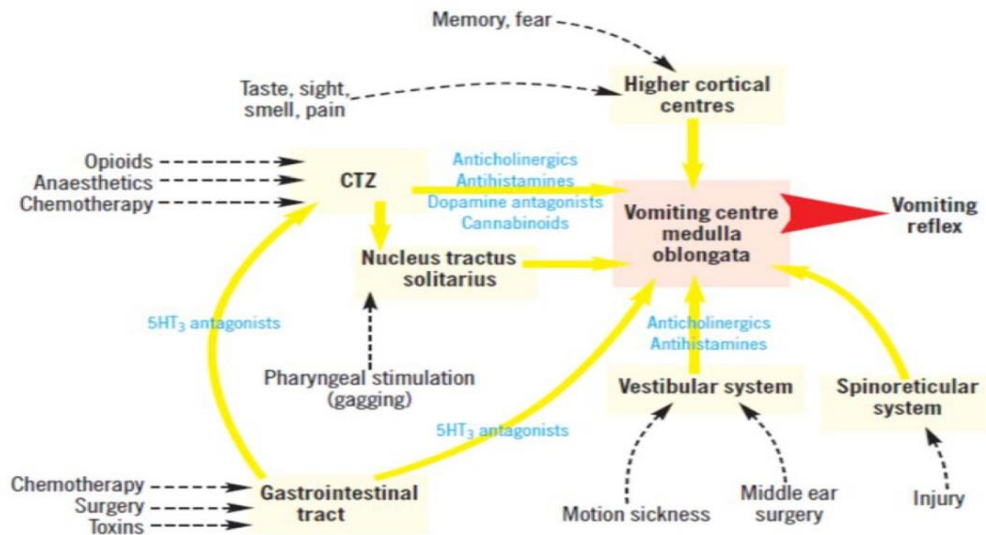 Memory, fear
Taste, sight,
smell, pain
Higher cortical
centres
Opioids
Anaesthetics
Chemotherapy
CTZ
Anticholinergics
Antihistamines
Dopamine antagonists
Cannabinoids
Vomiting centre
medulla
oblongata
Vomiting
reflex
Nucleus tractus
solitarius
5HT₃ antagonists
Pharyngeal stimulation
(gagging)
Anticholinergics
Antihistamines
Vestibular system
Spinoreticular
system
5HT₃ antagonists
Chemotherapy
Surgery
Toxins
Gastrointestinal
tract
Motion sickness
Middle ear
surgery
Injury